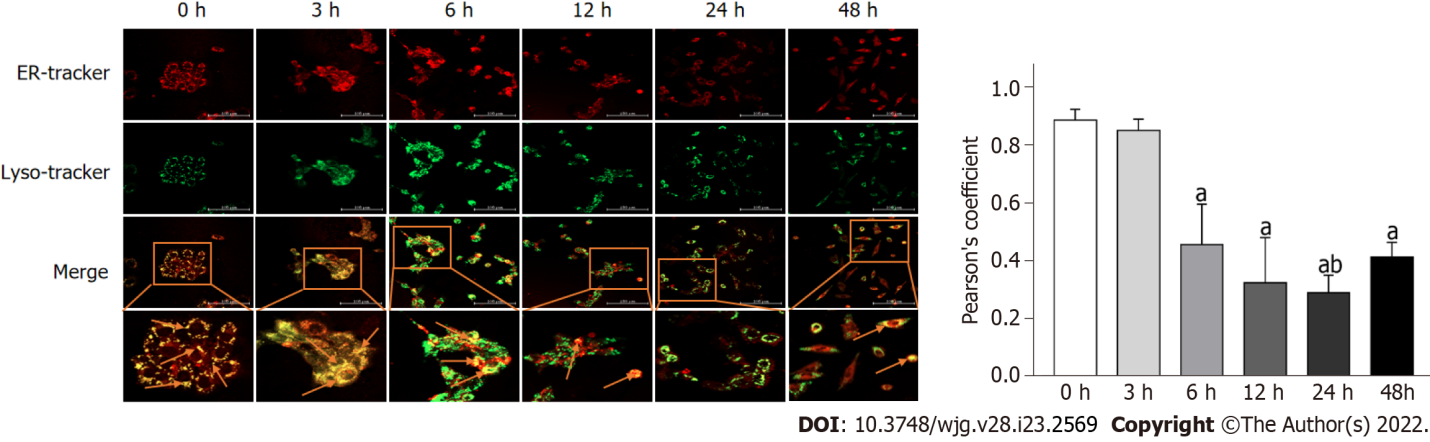 0 h 3 h 6 h 12 h 24 h 48 h
ER-tracker
Lyso-tracker
Merge
Pearson's coefficient
1.0
0.8
0.6
0.4
0.2
0.0
a
a
ab
a
0 h 3 h 6 h 12 h 24 h 48h
DOI: 10.3748/wjg.v28.i23.2569 Copyright ©The Author(s) 2022.